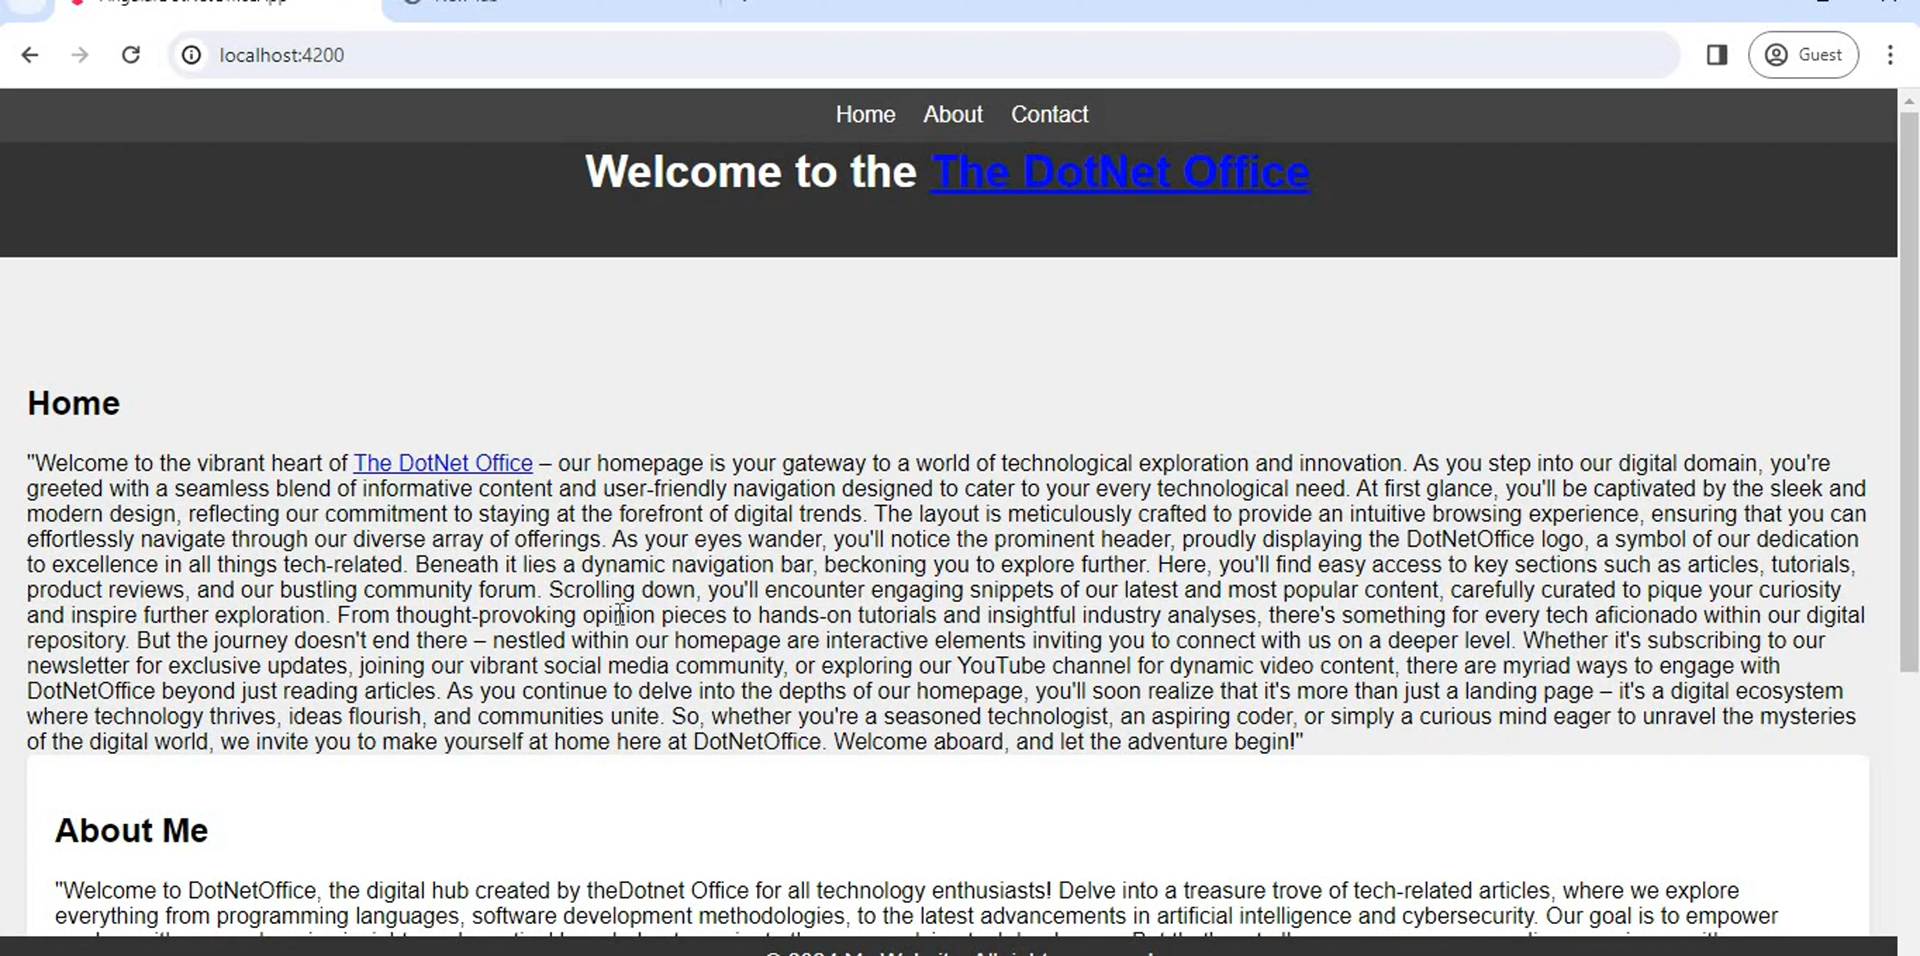 localhost:4200
Guest
Home About Contact
Welcome to the The DotNet Office
Home
"Welcome to the vibrant heart of The DotNet Office – our homepage is your gateway to a world of technological exploration and innovation. As you step into our digital domain, you're
greeted with a seamless blend of informative content and user-friendly navigation designed to cater to your every technological need. At first glance, you'll be captivated by the sleek and
modern design, reflecting our commitment to staying at the forefront of digital trends. The layout is meticulously crafted to provide an intuitive browsing experience, ensuring that you can
effortlessly navigate through our diverse array of offerings. As your eyes wander, you'll notice the prominent header, proudly displaying the DotNetOffice logo, a symbol of our dedication
to excellence in all things tech-related. Beneath it lies a dynamic navigation bar, beckoning you to explore further. Here, you'll find easy access to key sections such as articles, tutorials,
product reviews, and our bustling community forum. Scrolling down, you'll encounter engaging snippets of our latest and most popular content, carefully curated to pique your curiosity
and inspire further exploration. From thought-provoking opinion pieces to hands-on tutorials and insightful industry analyses, there's something for every tech aficionado within our digital
repository. But the journey doesn't end there – nestled within our homepage are interactive elements inviting you to connect with us on a deeper level. Whether it's subscribing to our
newsletter for exclusive updates, joining our vibrant social media community, or exploring our YouTube channel for dynamic video content, there are myriad ways to engage with
DotNetOffice beyond just reading articles. As you continue to delve into the depths of our homepage, you'll soon realize that it's more than just a landing page – it's a digital ecosystem
where technology thrives, ideas flourish, and communities unite. So, whether you're a seasoned technologist, an aspiring coder, or simply a curious mind eager to unravel the mysteries
of the digital world, we invite you to make yourself at home here at DotNetOffice. Welcome aboard, and let the adventure begin!"
About Me
"Welcome to DotNetOffice, the digital hub created by theDotnet Office for all technology enthusiasts! Delve into a treasure trove of tech-related articles, where we explore
everything from programming languages, software development methodologies, to the latest advancements in artificial intelligence and cybersecurity. Our goal is to empower